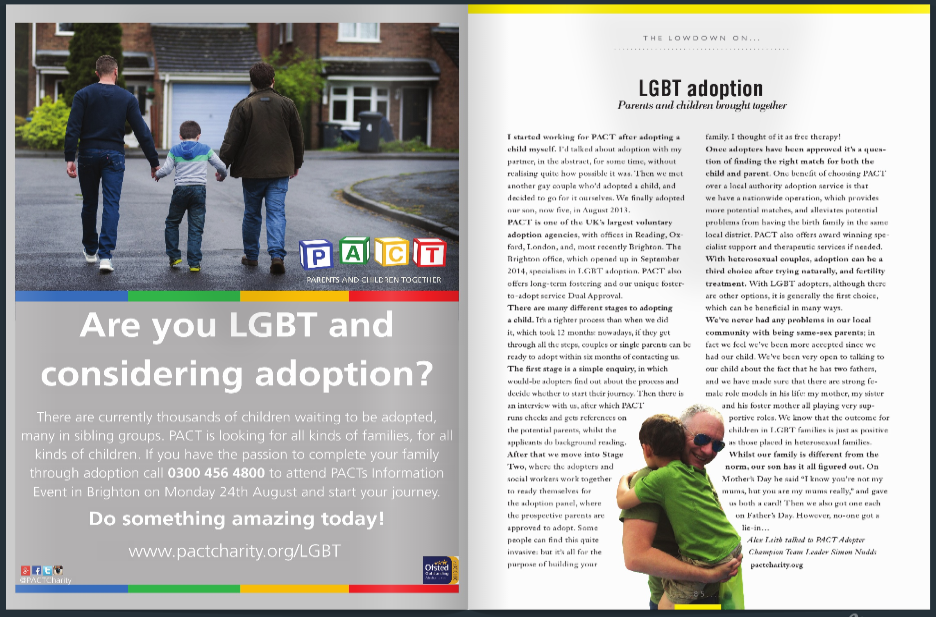 P A C T
PARENTS AND CHILDREN TOGETHER
Are you LGBT and
considering adoption?
There are currently thousands of children waiting to be adopted,
many in sibling groups. PACT is looking for all kinds of families, for all
kinds of children. If you have the passion to complete your family
through adoption call 0300 456 4800 to attend PACTs Information
Event in Brighton on Monday 24th August and start your journey.
Do something amazing today!
www.pactcharity.org/LGBT
@PACTCharity
Ofsted
THE LOWDOWN ON...
LGBT adoption
Parents and children brought together
I started working for PACT after adopting a
child myself. I'd talked about adoption with my
partner, in the abstract, for some time, without
realising quite how possible it was. Then we met
another gay couple who'd adopted a child, and
decided to go for it ourselves. We finally adopted
our son, now five, in August 2013.
PACT is one of the UK's largest voluntary
adoption agencies, with offices in Reading, Ox-
ford, London, and, most recently Brighton. The
Brighton office, which opened up in September
2014, specialises in LGBT adoption. PACT also
offers long-term fostering and our unique foster-
to-adopt service Dual Approval.
There are many different stages to adopting
a child. It's a tighter process than when we did
it, which took 12 months nowadays, if they get
through all the steps, couples or single parents can be
ready to adopt within six months of contacting us.
The first stage is a simple enquiry, in which
would-be adopters find out about the process and
decide whether to start their journey. Then there is
an interview with us, after which PACT
runs checks and gets references on
the potential parents, whilst the
applicants do background reading.
After that we move into Stage
Two, where the adopters and
social workers work together
to ready themselves for
the adoption panel, where
the prospective parents are
approved to adopt. Some
people can find this quite
invasive: but it's all for the
purpose of building your
family. I thought of it as free therapy!
Once adopters have been approved it's a ques-
tion of finding the right match for both the
child and parent. One benefit of choosing PACT
over a local authority adoption service is that
we have a nationwide operation, which provides
more potential matches, and alleviates potential
problems from having the birth family in the same
local district. PACT also offers award winning spe-
cialist support and therapeutic services if needed.
With heterosexual couples, adoption can be a
third choice after trying naturally, and fertility
treatment. With LGBT adopters, although there
are other options, it is generally the first choice,
which can be beneficial in many ways.
We've never had any problems in our local
community with being same-sex parents; in
fact we feel we've been more accepted since we
had our child. We've been very open to talking to
our child about the fact that he has two fathers,
and we have made sure that there are strong fe-
male role models in his life: my mother, my sister
and his foster mother all playing very sup-
portive roles. We know that the outcome for
children in LGBT families is just as positive
as those placed in heterosexual families.
Whilst our family is different from the
norm, our son has it all figured out. On
Mother's Day he said "I know you're not my
mums, but you are my mums really," and gave
us both a card! Then we also got one each
on Father's Day. However, no-one got a
lie-in...
Alex Leith talked to PACT Adopter
Champion Team Leader Simon Nudds
pactcharity.org